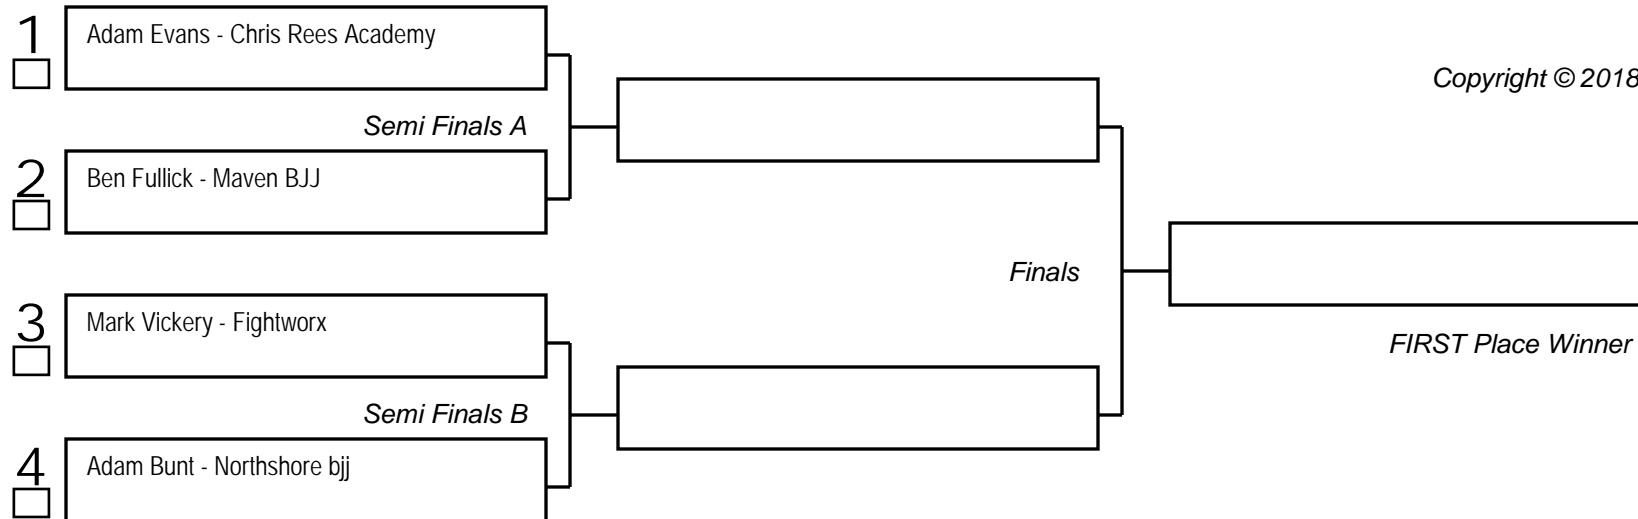 1
Adam Evans - Chris Rees Academy
Copyright © 2018
Semi Finals A
2
Ben Fullick - Maven BJJ
Finals
3
Mark Vickery - Fightworx
FIRST Place Winner
Semi Finals B
4
Adam Bunt - Northshore bjj